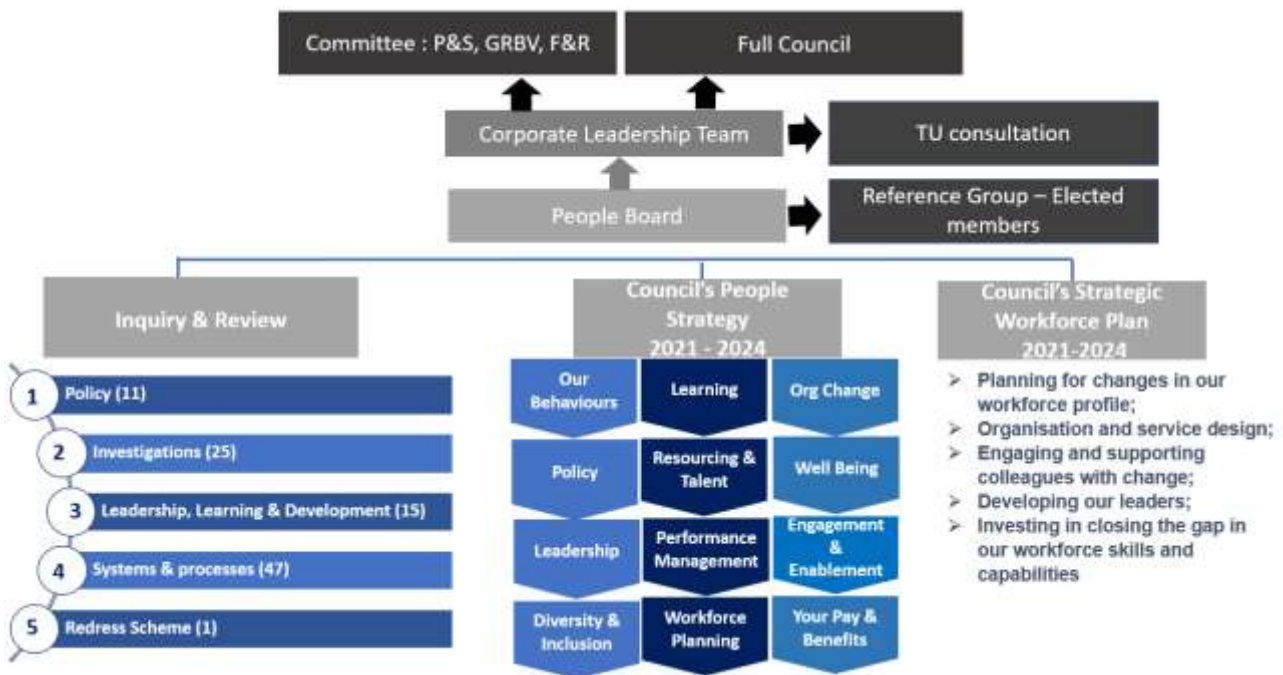 Committee : P&S, GRBV, F&R
Full Council
Corporate Leadership Team
TU consultation
People Board
Reference Group – Elected
members
Inquiry & Review
1
Policy (11)
2
Investigations (25)
3
Leadership, Learning & Development (15)
4
Systems & processes (47)
5
Redress Scheme (1)
Council's People
Strategy
2021 - 2024
Our
Behaviours
Learning
Org Change
Policy
Resourcing &
Talent
Well Being
Leadership
Performance
Management
Engagement
&
Enablement
Diversity &
Inclusion
Workforce
Planning
Your Pay &
Benefits
Council's Strategic
Workforce Plan
2021-2024
➢ Planning for changes in our
workforce profile;
➢ Organisation and service design;
➢ Engaging and supporting
colleagues with change;
➢ Developing our leaders;
➢ Investing in closing the gap in
our workforce skills and
capabilities